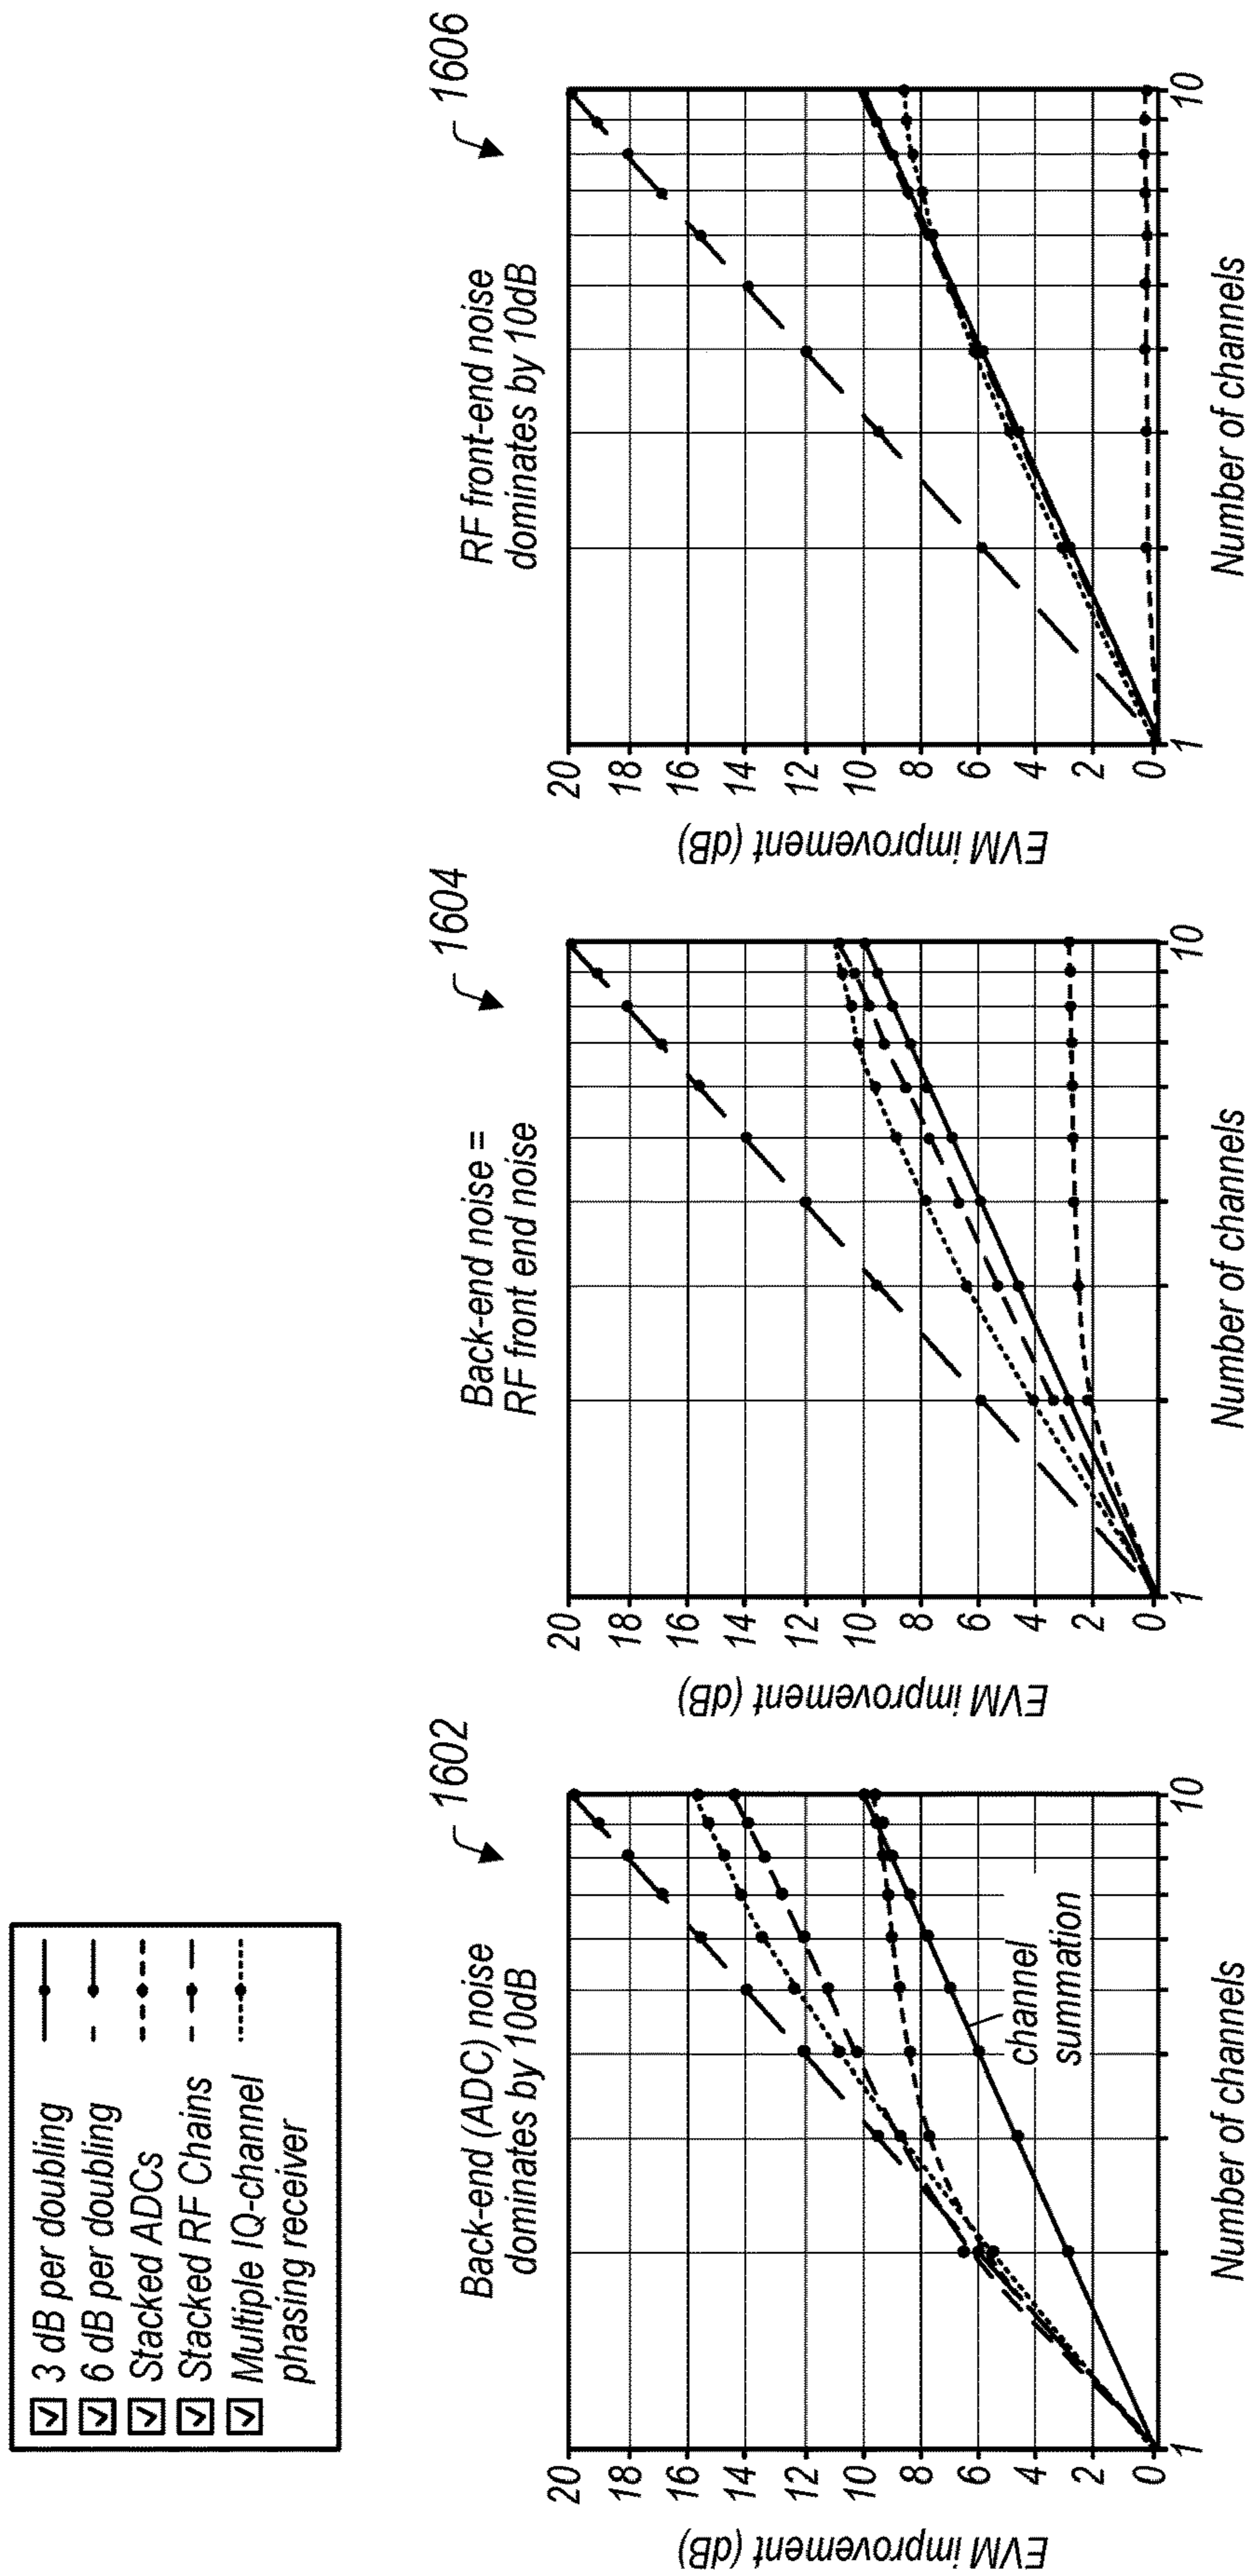 3 dB per doubling
6 dB per doubling
Stacked ADCs
Stacked RF Chains
Multiple IQ-channel
phasing receiver
1602
Back-end (ADC) noise
dominates by 10dB
EVM improvement (dB)
20
18
16
14
12
10
8
6
4
2
0
channel
summation
1
10
Number of channels
1604
Back-end noise =
RF front end noise
EVM improvement (dB)
20
18
16
14
12
10
8
6
4
2
0
1
10
Number of channels
1606
RF front-end noise
dominates by 10dB
EVM improvement (dB)
20
18
16
14
12
10
8
6
4
2
0
1
10
Number of channels